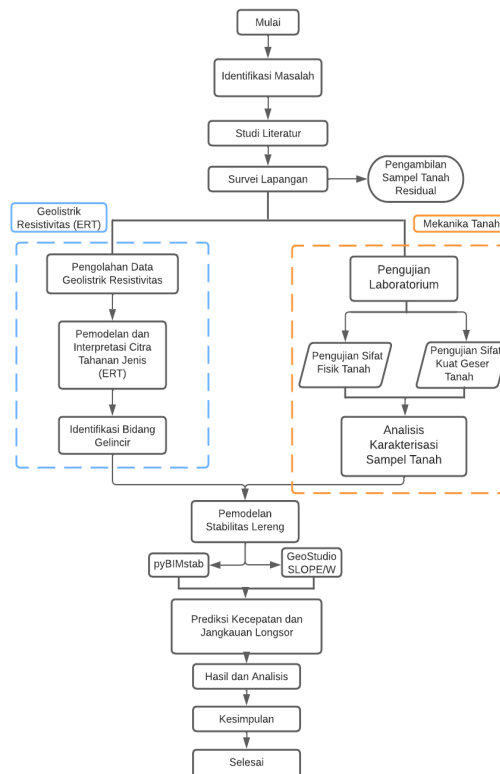 Mulai
Identifikasi Masalah
Studi Literatur
Survei Lapangan
Pengambilan
Sampel Tanah
Residual
Geolistrik
Resistivitas (ERT)
Mekanika Tanah
Pengolahan Data
Geolistrik Resistivitas
Pemodelan dan
Interpretasi Citra
Tahanan Jenis
(ERT)
Identifikasi Bidang
Gelincir
Pengujian
Laboratorium
Pengujian Sifat
Fisik Tanah
Pengujian Sifat
Kuat Geser
Tanah
Analisis
Karakterisasi
Sampel Tanah
Pemodelan
Stabilitas Lereng
pyBIMstab
GeoStudio
SLOPE/W
Prediksi Kecepatan dan
Jangkauan Longsor
Hasil dan Analisis
Kesimpulan
Selesai